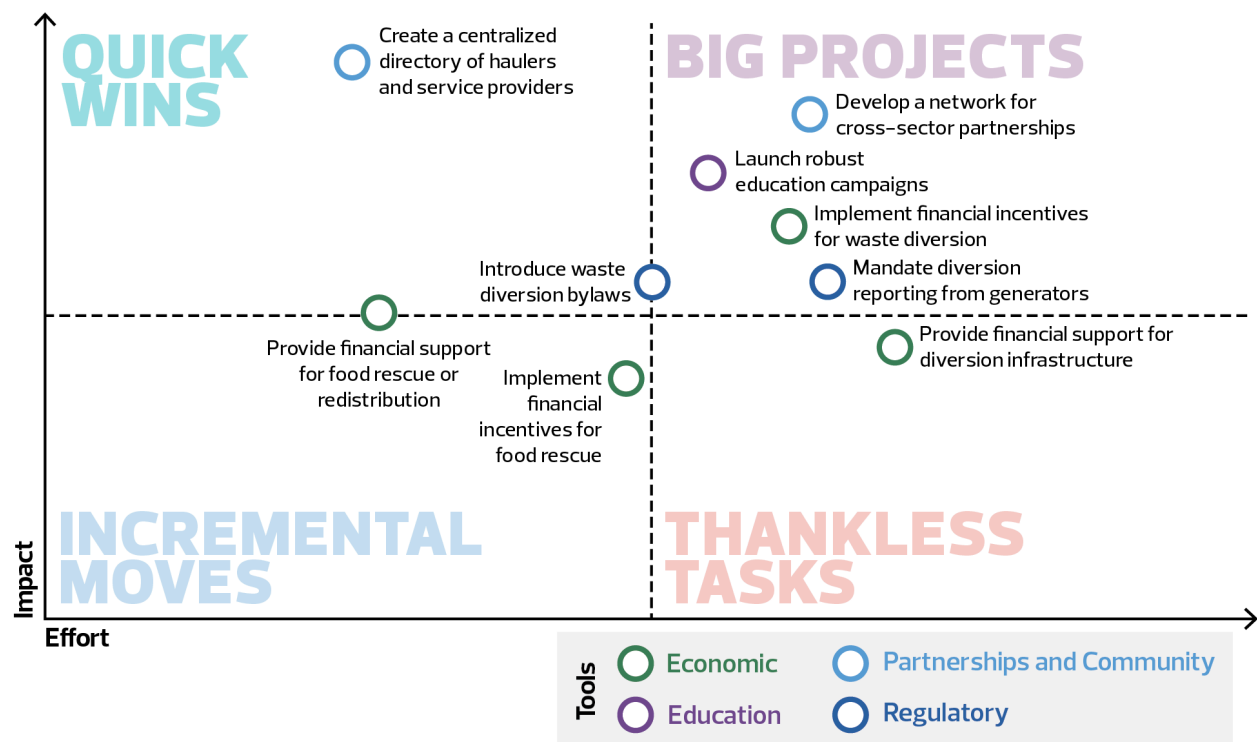 QUICK
WINS
Create a centralized
directory of haulers
and service providers
BIG PROJECTS
Develop a network for
cross-sector partnerships
Launch robust
education campaigns
Implement financial incentives
for waste diversion
Introduce waste
diversion bylaws
Mandate diversion
reporting from generators
Provide financial support
for food rescue or
redistribution
Implement
financial
incentives for
food rescue
Provide financial support for
diversion infrastructure
INCREMENTAL
MOVES
THANKLESS
TASKS
Impact
Effort
Tools
Economic
Partnerships and Community
Education
Regulatory